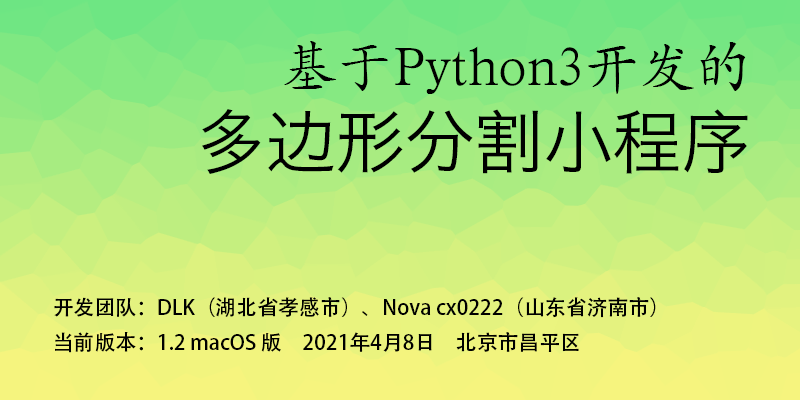 基于Python3开发的
多边形分割小程序
开发团队：DLK（湖北省孝感市）、Nova cx0222（山东省济南市）
当前版本：1.2 macOS 版　2021年4月8日　北京市昌平区